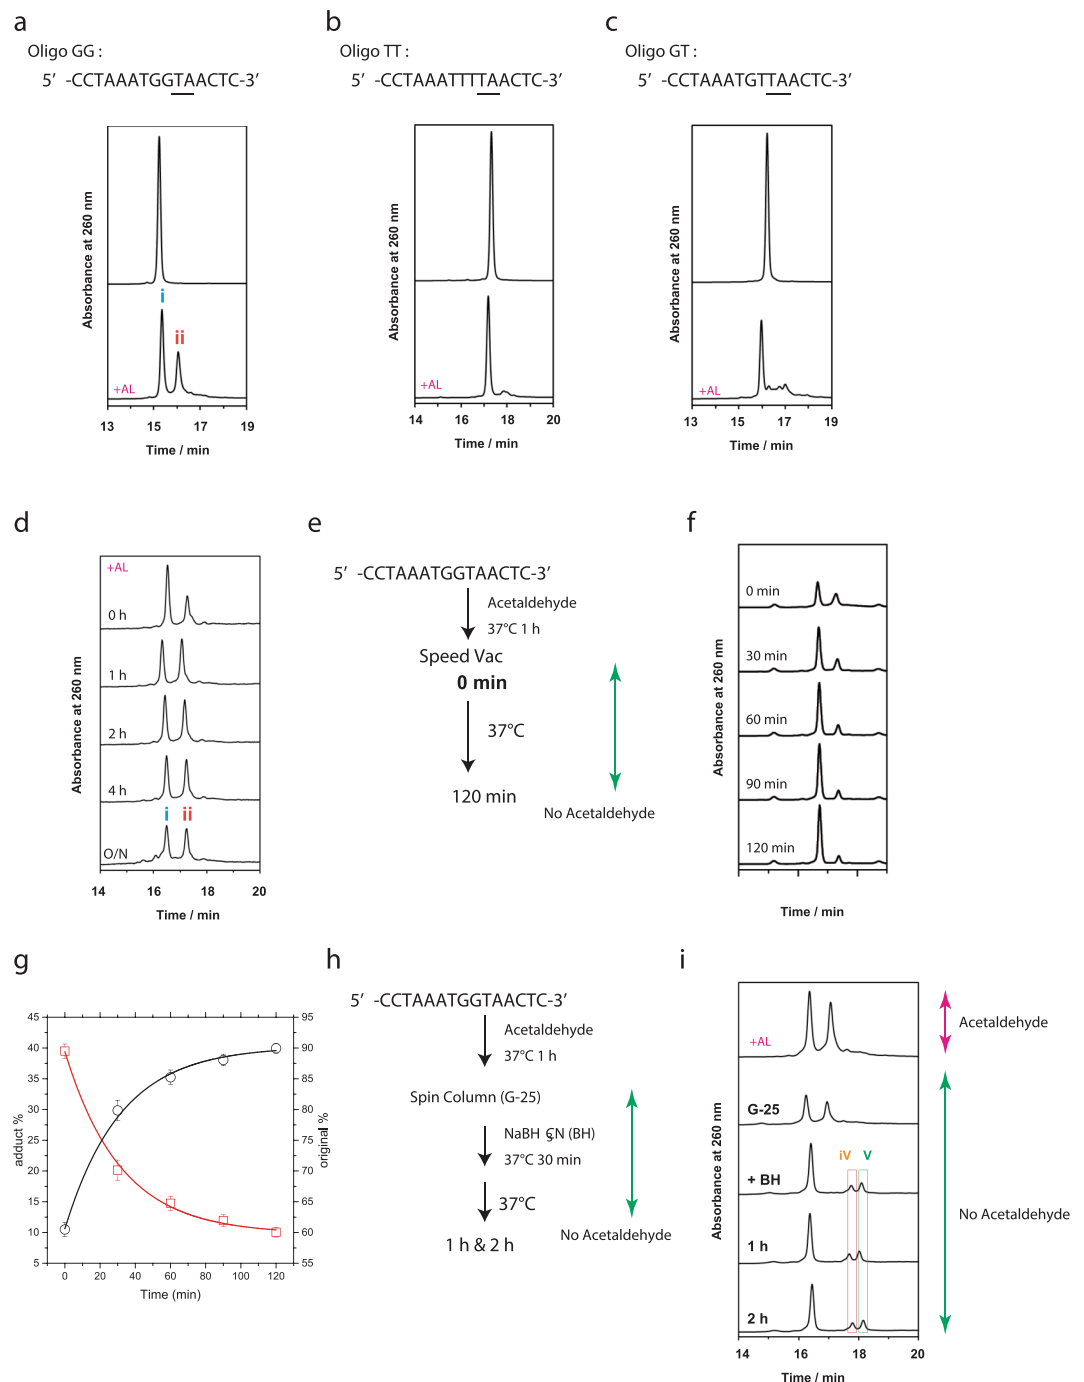 a
Oligo GG :
5’ -CCTAAATGGTAACTC-3’
Absorbance at 260 nm
i
ii
+AL
13 15 17 19
Time / min
b
Oligo TT :
5’ -CCTAAATTTTAACTC-3’
Absorbance at 260 nm
+AL
14 16 18 20
Time / min
c
Oligo GT :
5’ -CCTAAATGTTAACTC-3’
Absorbance at 260 nm
+AL
13 15 17 19
Time / min
d
Absorbance at 260 nm
+AL
0 h
1 h
2 h
4 h
i
ii
O/N
14 16 18 20
Time / min
e
5’ -CCTAAATGGTAACTC-3’
Acetaldehyde
37°C 1 h
Speed Vac
0 min
37°C
120 min
No Acetaldehyde
f
Absorbance at 260 nm
0 min
30 min
60 min
90 min
120 min
Time / min
g
adduct %
45
40
35
30
25
20
15
10
5
95
90
85
80
75
70
65
60
55
original %
0 20 40 60 80 100 120
Time (min)
h
5’ -CCTAAATGGTAACTC-3’
Acetaldehyde
37°C 1 h
Spin Column (G-25)
NaBH₃CN (BH)
37°C 30 min
37°C
1 h & 2 h
No Acetaldehyde
i
Absorbance at 260 nm
+AL
G-25
iV
V
+ BH
1 h
2 h
14 16 18 20
Time / min
Acetaldehyde
No Acetaldehyde